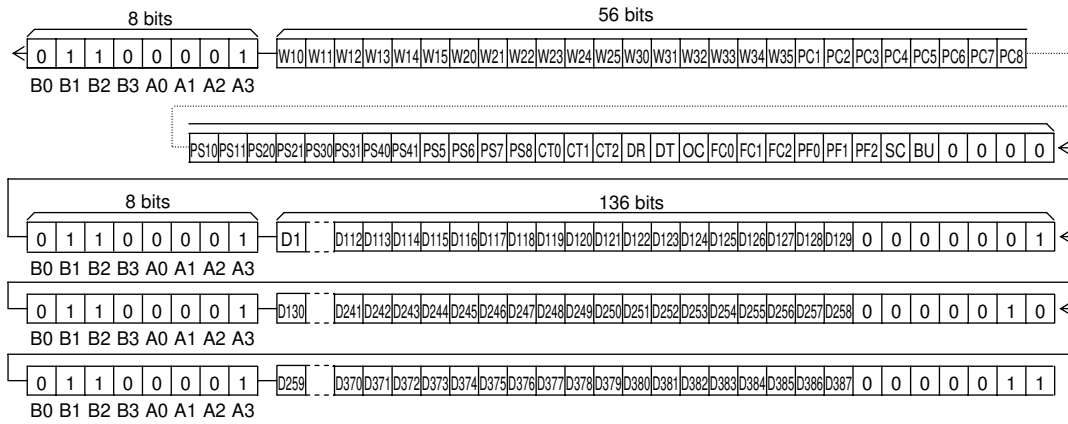 8 bits 56 bits
0 1 1 0 0 0 0 1 W10 W11 W12 W13 W14 W15 W20 W21 W22 W23 W24 W25 W30 W31 W32 W33 W34 W35 PC1 PC2 PC3 PC4 PC5 PC6 PC7 PC8
B0 B1 B2 B3 A0 A1 A2 A3
PS10 PS11 PS20 PS21 PS30 PS31 PS40 PS41 PS5 PS6 PS7 PS8 CT0 CT1 CT2 DR DT OC FC0 FC1 FC2 PF0 PF1 PF2 SC BU 0 0 0 0
8 bits 136 bits
0 1 1 0 0 0 0 1 D1 D112 D113 D114 D115 D116 D117 D118 D119 D120 D121 D122 D123 D124 D125 D126 D127 D128 D129 0 0 0 0 0 0 1
B0 B1 B2 B3 A0 A1 A2 A3
0 1 1 0 0 0 0 1 D130 D241 D242 D243 D244 D245 D246 D247 D248 D249 D250 D251 D252 D253 D254 D255 D256 D257 D258 0 0 0 0 0 1 0
B0 B1 B2 B3 A0 A1 A2 A3
0 1 1 0 0 0 0 1 D259 D370 D371 D372 D373 D374 D375 D376 D377 D378 D379 D380 D381 D382 D383 D384 D385 D386 D387 0 0 0 0 0 1 1
B0 B1 B2 B3 A0 A1 A2 A3